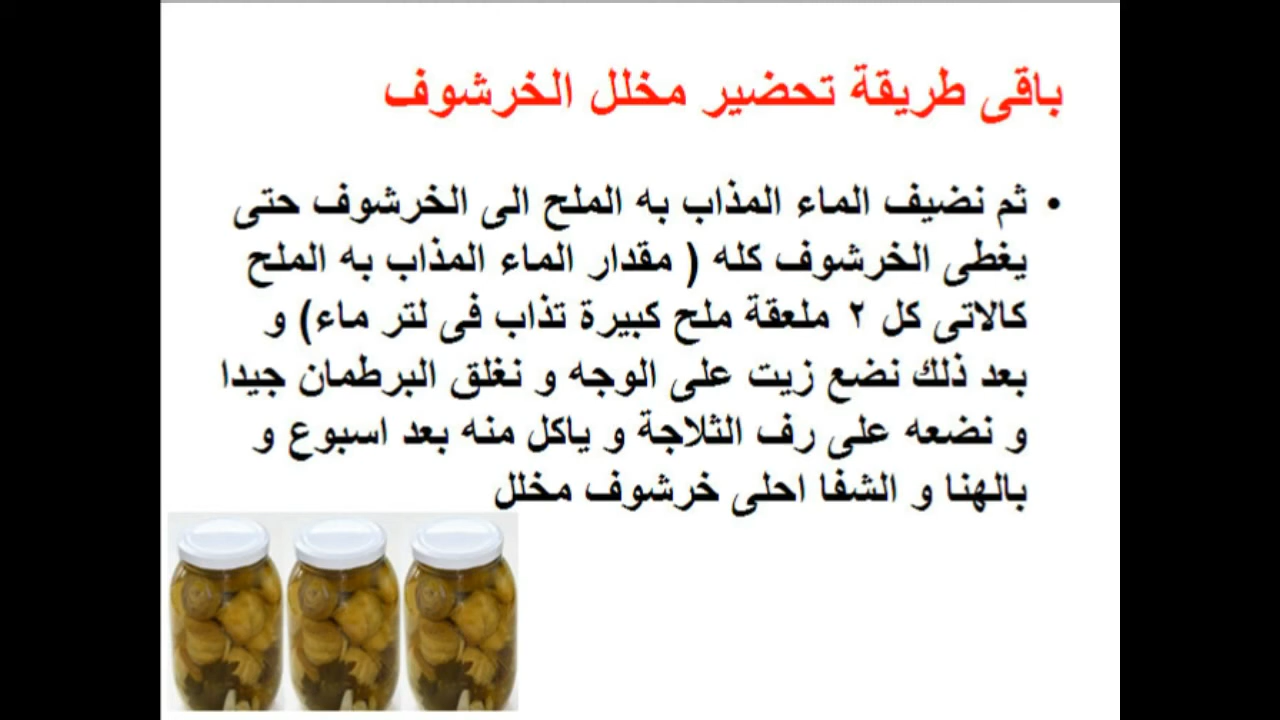 باقى طريقة تحضير مخلل الخرشوف
• ثم نضيف الماء المذاب به الملح الى الخرشوف حتى
يغطى الخرشوف كله ( مقدار الماء المذاب به الملح
كالاتى كل ٢ ملعقة ملح كبيرة تذاب فى لتر ماء) و
بعد ذلك نضع زيت على الوجه و نغلق البرطمان جيدا
و نضعه على رف الثلاجة و ياكل منه بعد اسبوع و
بالهنا و الشفا احلى خرشوف مخلل